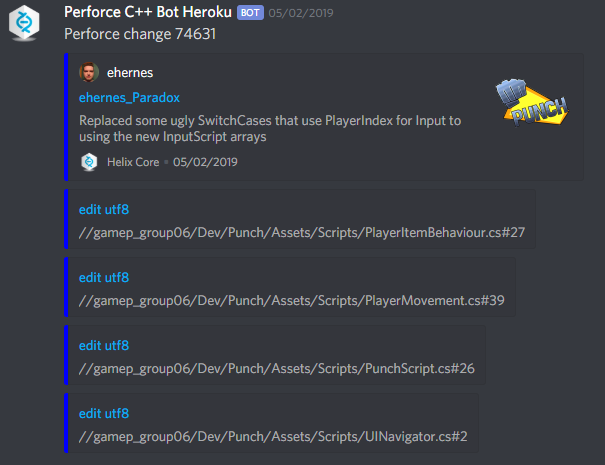 Perforce C++ Bot Heroku BOT 05/02/2019
Perforce change 74631
ehernes
ehernes_Paradox
Replaced some ugly SwitchCases that use PlayerIndex for Input to
using the new InputScript arrays
PUNCH
Helix Core • 05/02/2019
edit utf8
//gamep_group06/Dev/Punch/Assets/Scripts/PlayerItemBehaviour.cs#27
edit utf8
//gamep_group06/Dev/Punch/Assets/Scripts/PlayerMovement.cs#39
edit utf8
//gamep_group06/Dev/Punch/Assets/Scripts/PunchScript.cs#26
edit utf8
//gamep_group06/Dev/Punch/Assets/Scripts/UINavigator.cs#2